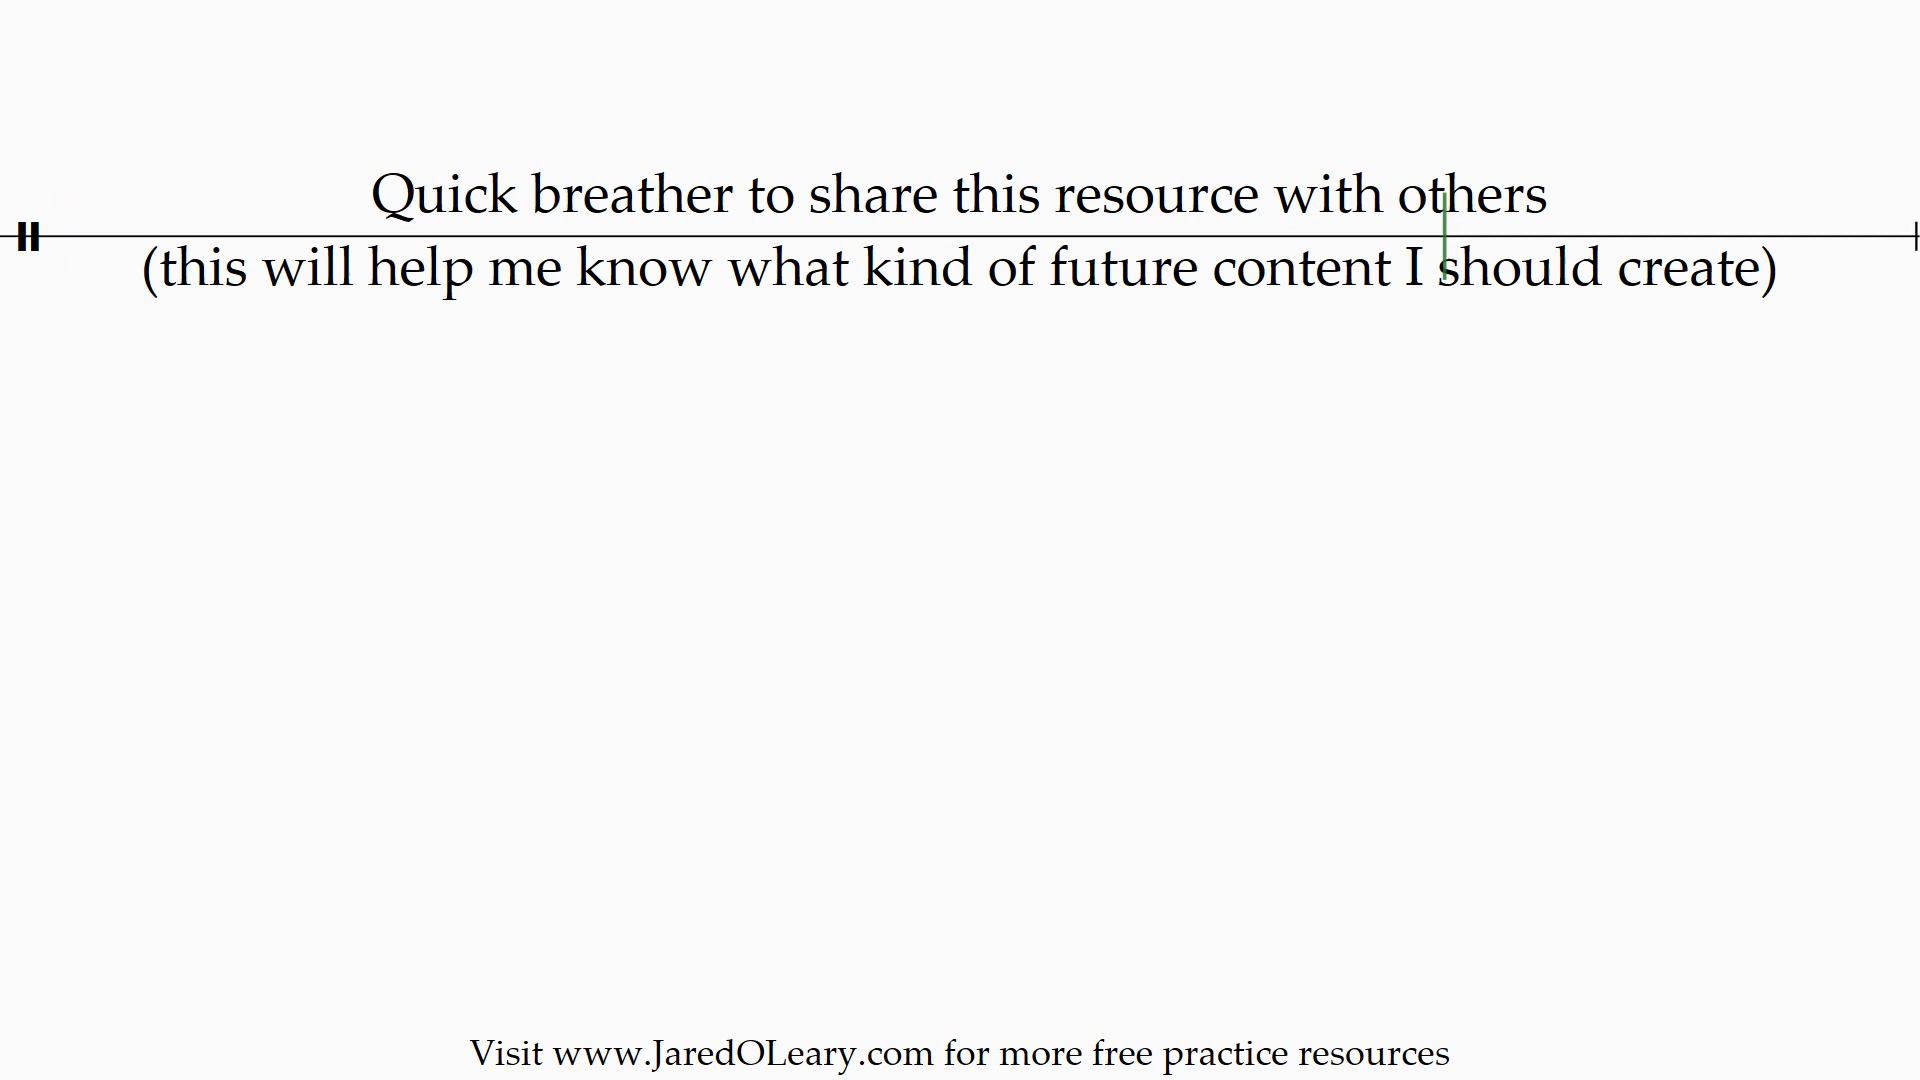 Quick breather to share this resource with others
(this will help me know what kind of future content I should create)
Visit www.JaredOLeary.com for more free practice resources